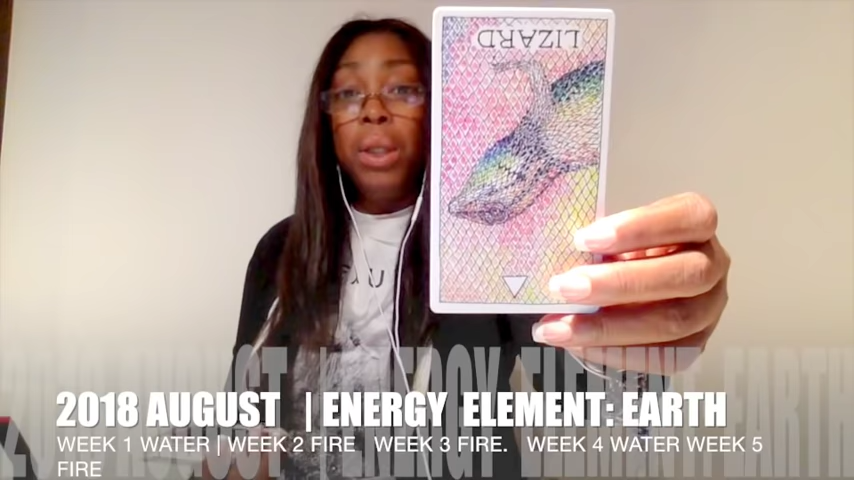 LIZARD
YAU
2018 AUGUST | ENERGY ELEMENT: EARTH
WEEK 1 WATER | WEEK 2 FIRE WEEK 3 FIRE. WEEK 4 WATER WEEK 5
FIRE